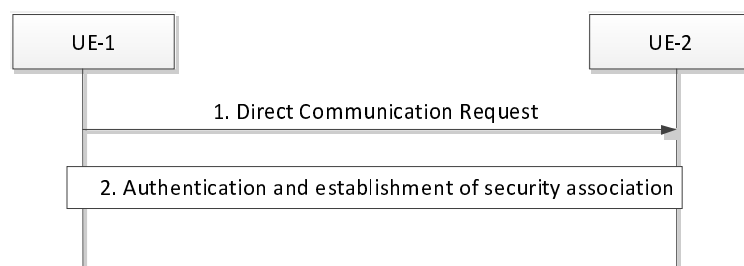 UE-1
UE-2
1. Direct Communication Request
2. Authentication and establishment of security association